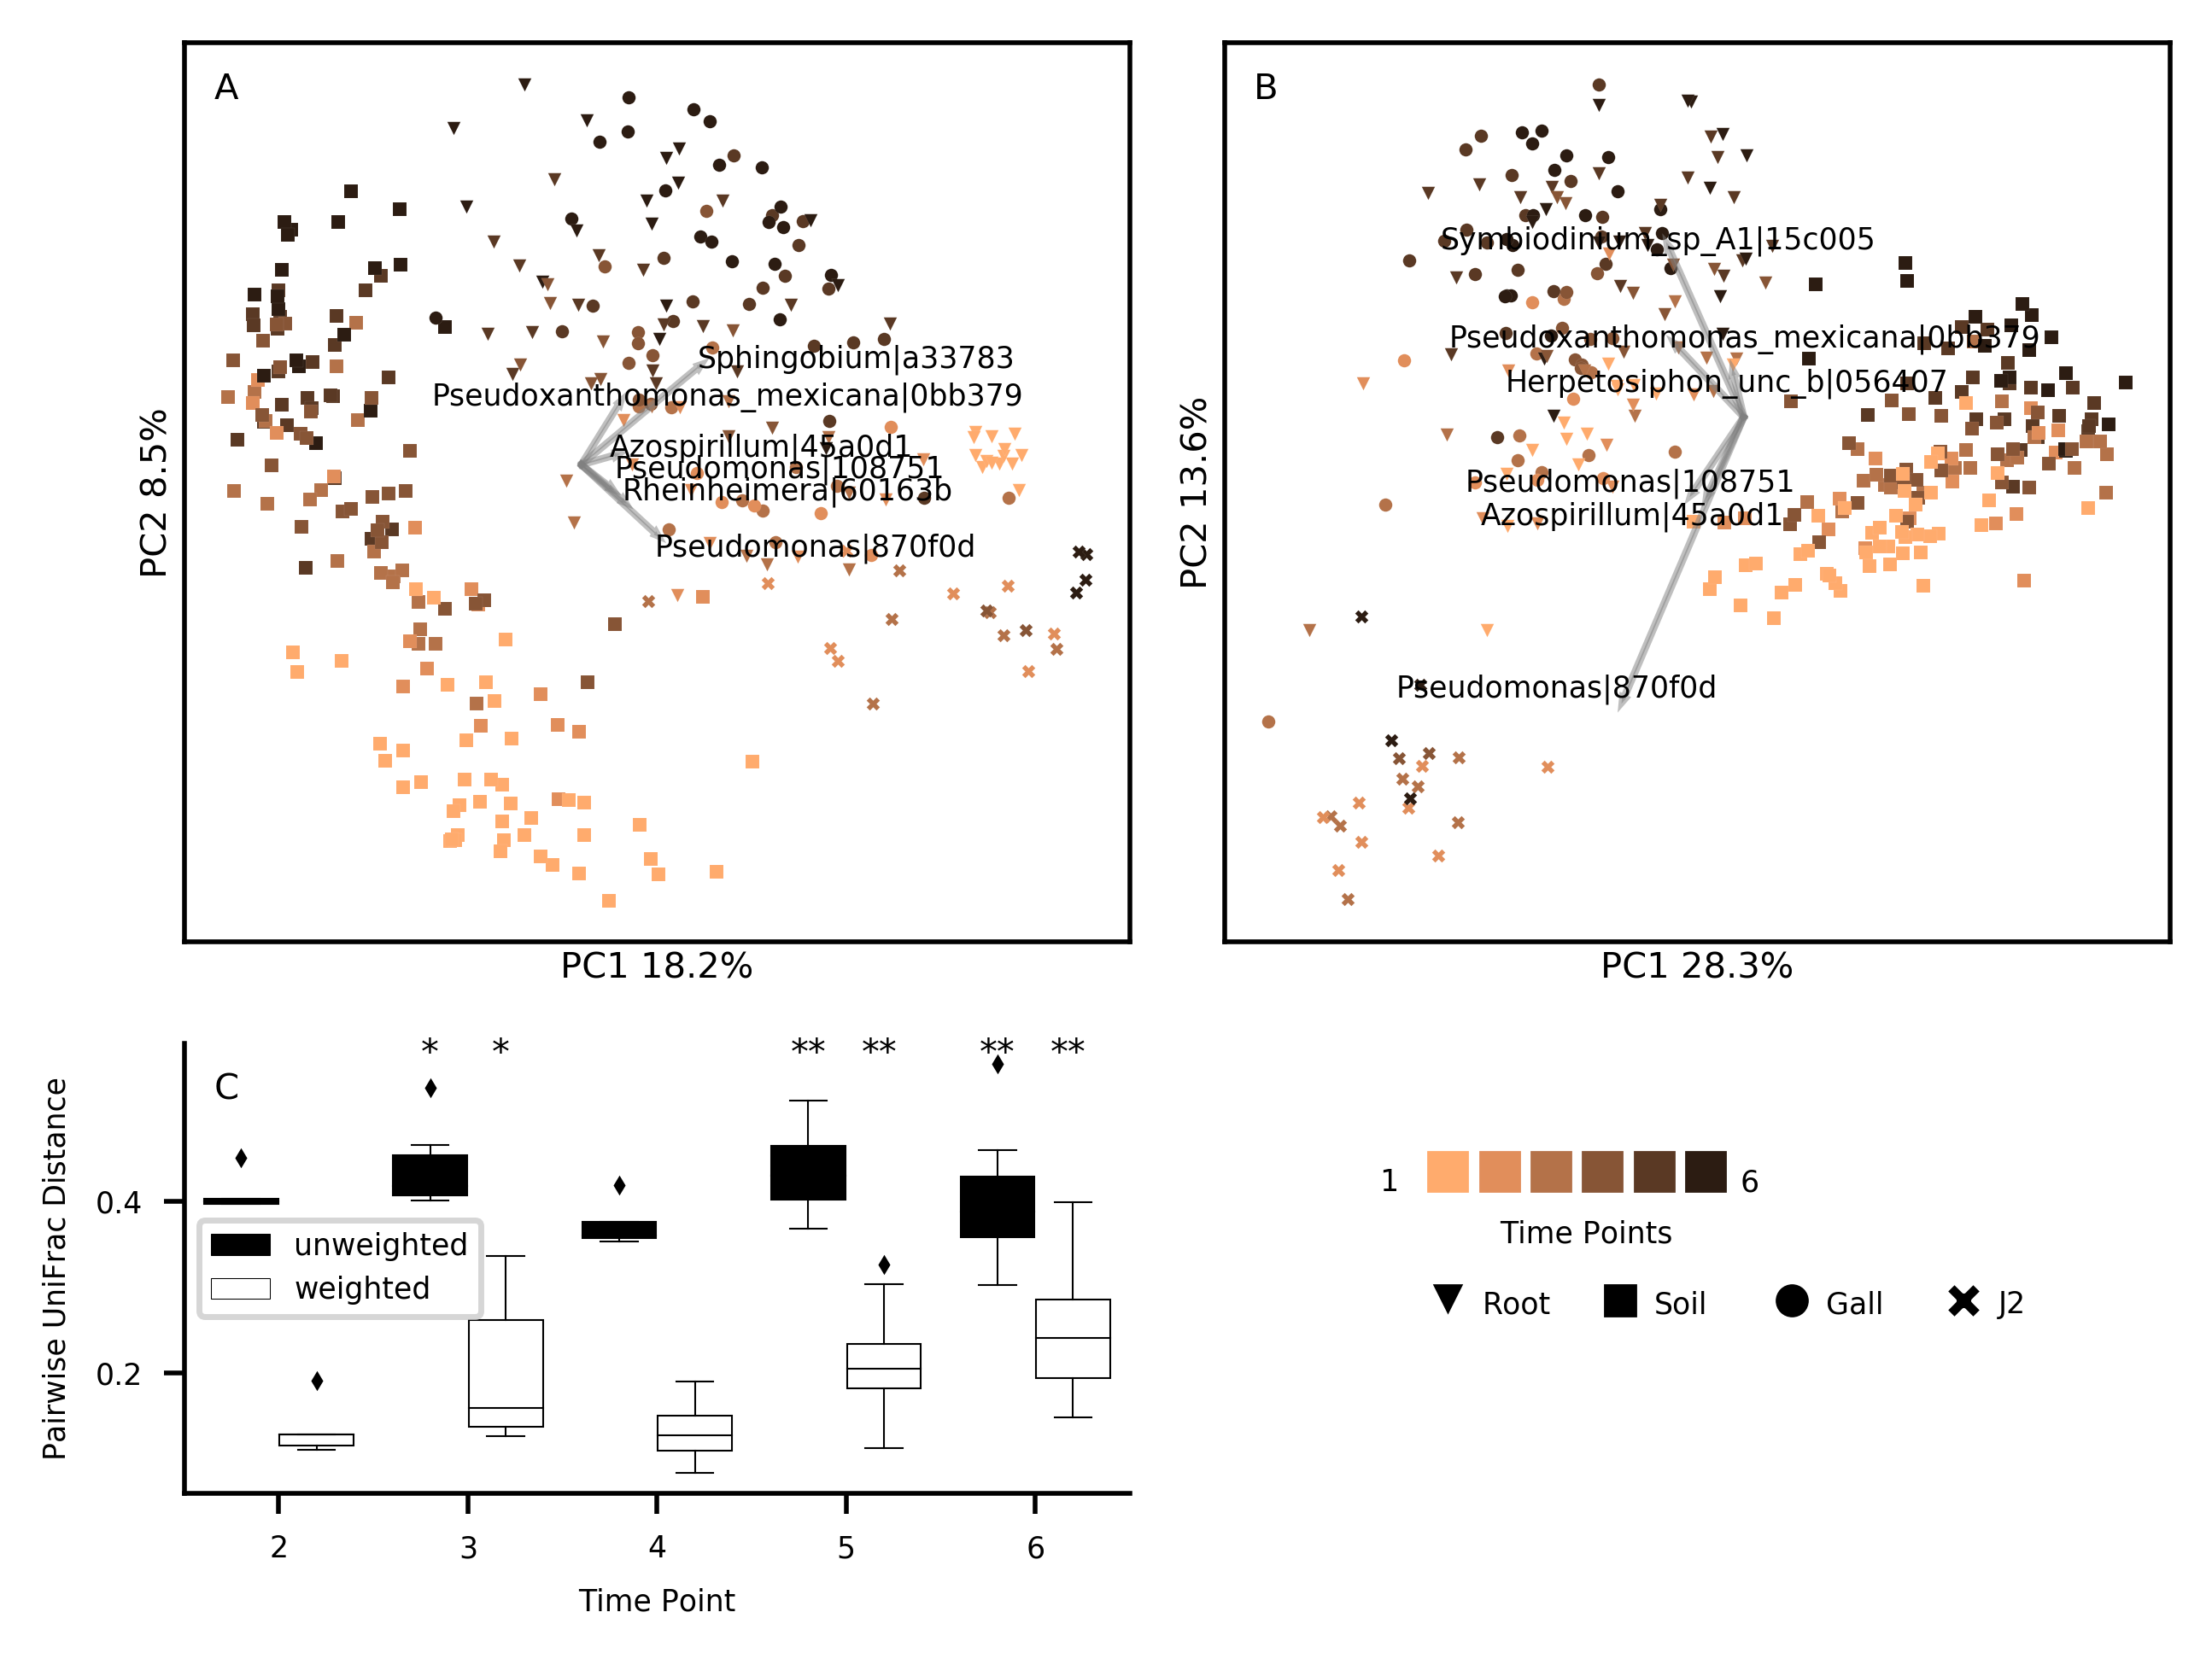 A
Sphingobium|a33783
Pseudoxanthomonas_mexicana|0bb379
Azospirillum|45a0d1
Pseudomonas|108751
Rheinheimera|60163b
Pseudomonas|870f0d
PC2 8.5%
PC1 18.2%
B
Symbiodinium_sp_A1|15c005
Pseudoxanthomonas_mexicana|0bb379
Herpetosiphon_unc_b|056407
Pseudomonas|108751
Azospirillum|45a0d1
Pseudomonas|870f0d
PC2 13.6%
PC1 28.3%
* * ** ** ** **
C
0.4
0.2
Pairwise UniFrac Distance
unweighted
weighted
2 3 4 5 6
Time Point
1 6
Time Points
Root Soil Gall J2